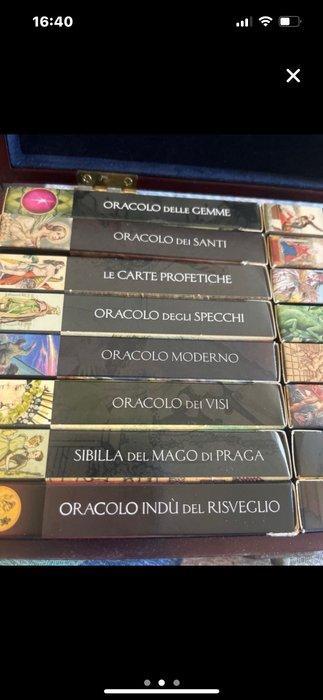 16:40
ORACOLO DELLE GEMME
ORACOLO DEI SANTI
LE CARTE PROFETICHE
ORACOLO DEGLI SPECCHI
ORACOLO MODERNO
ORACOLO DEI VISI
SIBILLA DEL MAGO DI PRAGA
ORACOLO INDÙ DEL RISVEGLIO